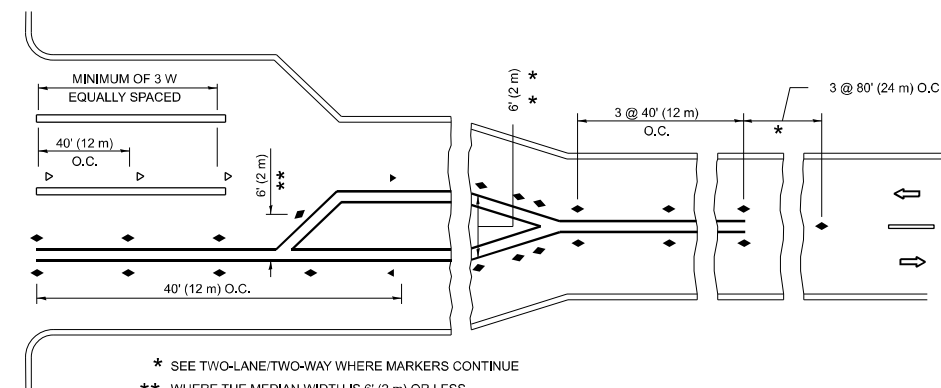 MINIMUM OF 3 W
EQUALLY SPACED
40' (12 m)
O.C.
6' (2 m)
**
6' (2 m)
* *
3 @ 40' (12 m)
O.C.
*
3 @ 80' (24 m) O.C
40' (12 m) O.C.
* SEE TWO-LANE/TWO-WAY WHERE MARKERS CONTINUE
** WHERE THE MEDIAN WIDTH IS 6' (2 m) OR LESS